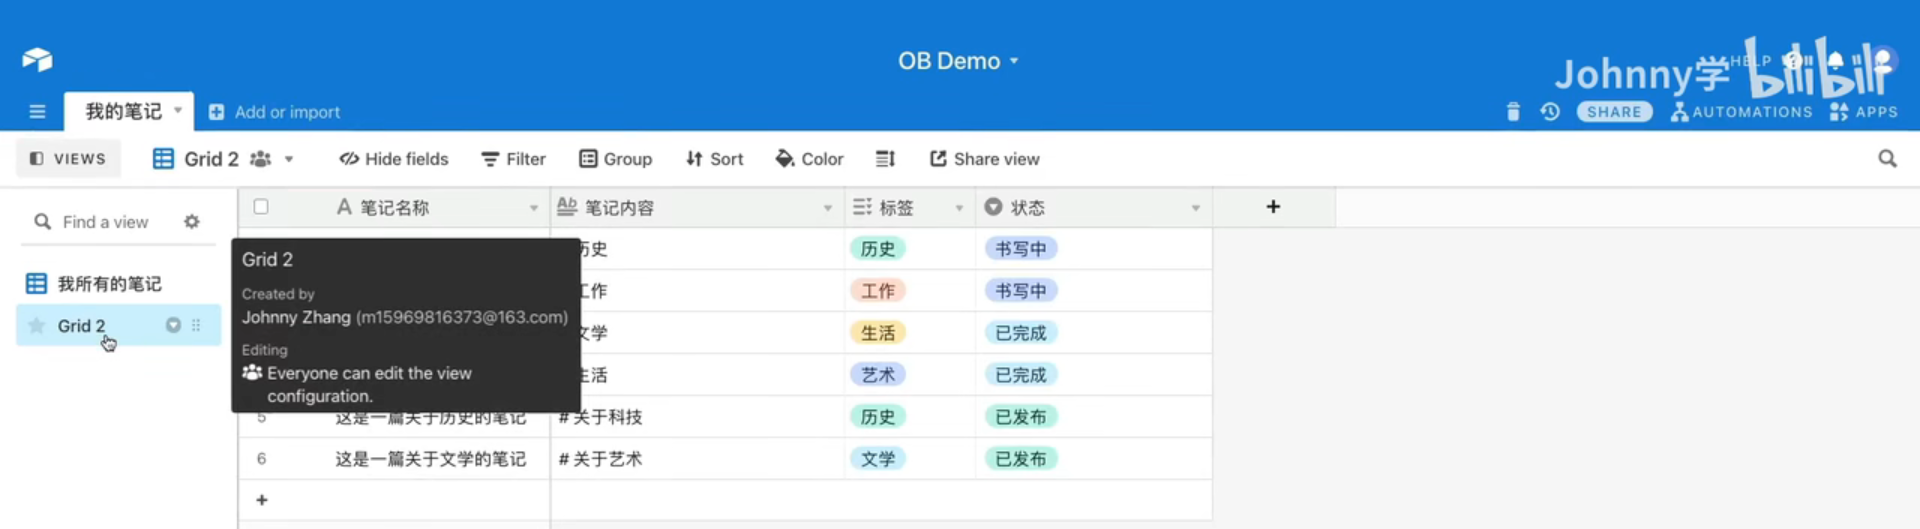 OB Demo
Johnny学 bilibili
HELP
我的笔记
Add or import
SHARE
AUTOMATIONS
APPS
VIEWS
Grid 2
Hide fields
Filter
Group
Sort
Color
Share view
Find a view
笔记名称
笔记内容
标签
状态
我所有的笔记
Grid 2
Grid 2
Created by
Johnny Zhang (m15969816373@163.com)
Editing
Everyone can edit the view
configuration.
历史 历史 书写中
工作 工作 书写中
文学 生活 已完成
生活 艺术 已完成
5 这是一篇关于历史的笔记 # 关于科技 历史 已发布
6 这是一篇关于文学的笔记 # 关于艺术 文学 已发布
+